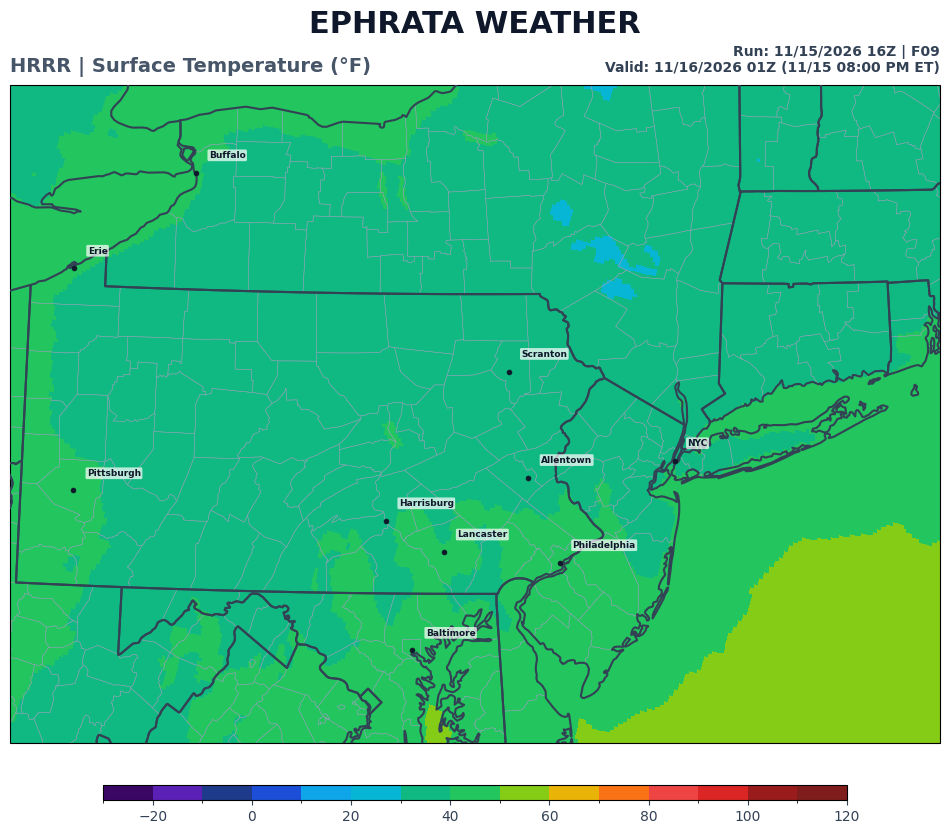 EPHRATA WEATHER
HRRR | Surface Temperature (°F)
Run: 11/15/2026 16Z | F09
Valid: 11/16/2026 01Z (11/15 08:00 PM ET)
Buffalo
Erie
Scranton
NYC
Allentown
Pittsburgh
Harrisburg
Lancaster
Philadelphia
Baltimore
−20 0 20 40 60 80 100 120